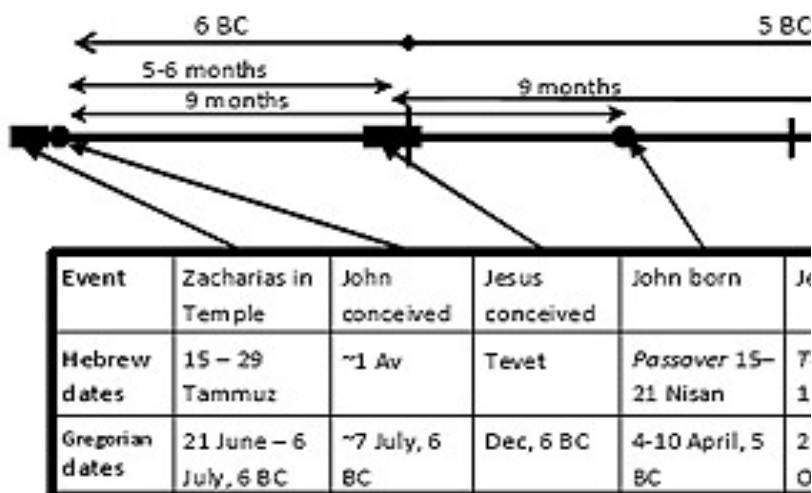 6 BC
5 BC
5-6 months
9 months
9 months
Event
Zacharias in
Temple
John
conceived
Jesus
conceived
John born
Hebrew
dates
15 – 29
Tammuz
~1 Av
Tevet
Passover 15–
21 Nisan
Gregorian
dates
21 June – 6
July, 6 BC
~7 July, 6
BC
Dec, 6 BC
4-10 April, 5
BC